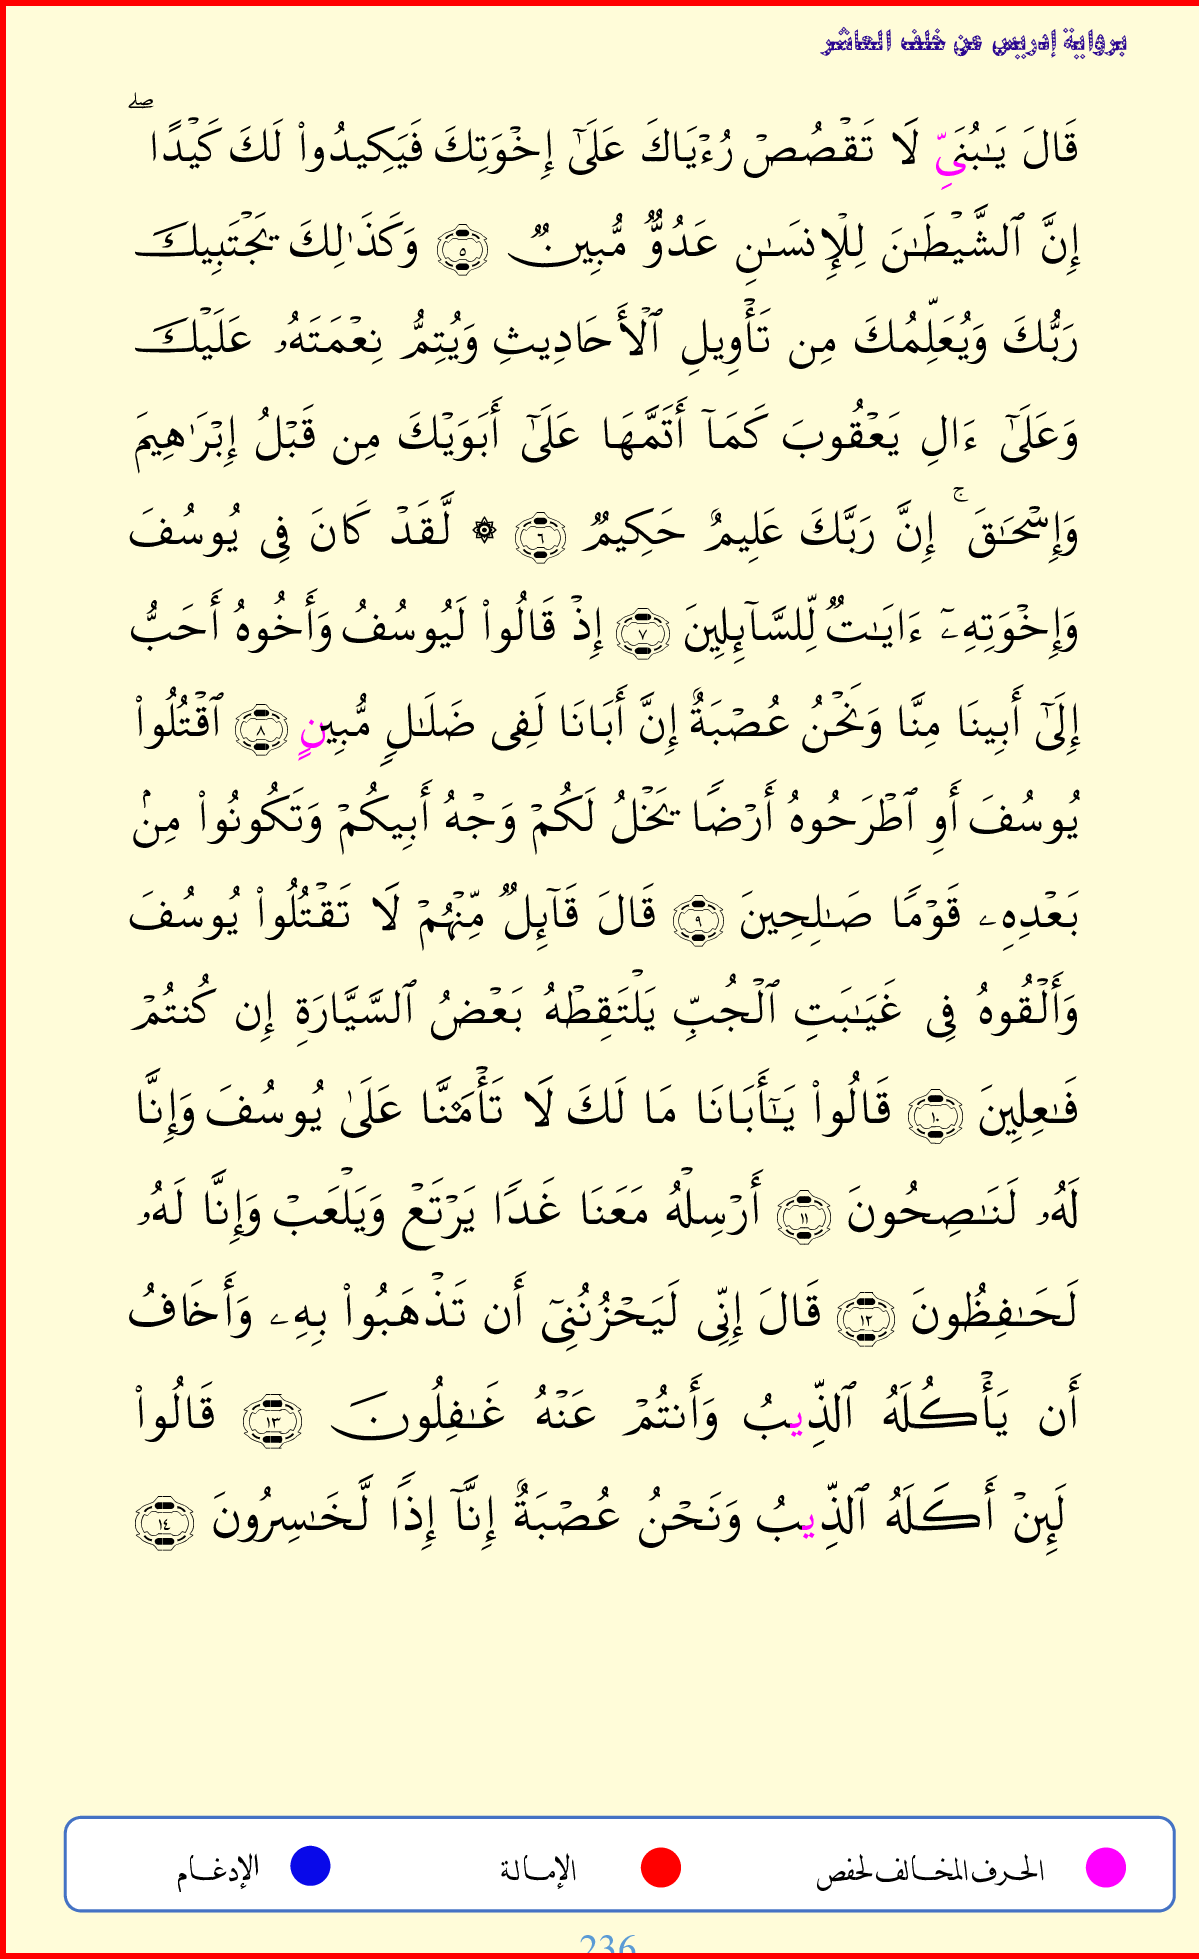 برواية إدريس عن خلف العاشر
قَالَ يَـٰبُنَيِّ لَا تَقۡصُصۡ رُءۡيَاكَ عَلَىٰٓ إِخۡوَتِكَ فَيَكِيدُواْ لَكَ كَيۡدًاۖ
إِنَّ ٱلشَّيۡطَـٰنَ لِلۡإِنسَـٰنِ عَدُوّٞ مُّبِينٞ ٥ وَكَذَٰلِكَ يَجۡتَبِيكَ
رَبُّكَ وَيُعَلِّمُكَ مِن تَأۡوِيلِ ٱلۡأَحَادِيثِ وَيُتِمُّ نِعۡمَتَهُۥ عَلَيۡكَ
وَعَلَىٰٓ ءَالِ يَعۡقُوبَ كَمَآ أَتَمَّهَا عَلَىٰٓ أَبَوَيۡكَ مِن قَبۡلُ إِبۡرَٰهِيمَ
وَإِسۡحَـٰقَۚ إِنَّ رَبَّكَ عَلِيمٌ حَكِيمٞ ٦ ۞ لَّقَدۡ كَانَ فِي يُوسُفَ
وَإِخۡوَتِهِۦٓ ءَايَـٰتٞ لِّلسَّآئِلِينَ ٧ إِذۡ قَالُواْ لَيُوسُفُ وَأَخُوهُ أَحَبُّ
إِلَىٰٓ أَبِينَا مِنَّا وَنَحۡنُ عُصۡبَةٌ إِنَّ أَبَانَا لَفِي ضَلَـٰلٖ مُّبِينٍ ٨ ٱقۡتُلُواْ
يُوسُفَ أَوِ ٱطۡرَحُوهُ أَرۡضٗا يَخۡلُ لَكُمۡ وَجۡهُ أَبِيكُمۡ وَتَكُونُواْ مِنۢ
بَعۡدِهِۦ قَوۡمٗا صَـٰلِحِينَ ٩ قَالَ قَآئِلٞ مِّنۡهُمۡ لَا تَقۡتُلُواْ يُوسُفَ
وَأَلۡقُوهُ فِي غَيَـٰبَتِ ٱلۡجُبِّ يَلۡتَقِطۡهُ بَعۡضُ ٱلسَّيَّارَةِ إِن كُنتُمۡ
فَـٰعِلِينَ ١٠ قَالُواْ يَـٰٓأَبَانَا مَا لَكَ لَا تَأۡمَ۬نَّا عَلَىٰ يُوسُفَ وَإِنَّا
لَهُۥ لَنَـٰصِحُونَ ١١ أَرۡسِلۡهُ مَعَنَا غَدٗا يَرۡتَعۡ وَيَلۡعَبۡ وَإِنَّا لَهُۥ
لَحَـٰفِظُونَ ١٢ قَالَ إِنِّي لَيَحۡزُنُنِيٓ أَن تَذۡهَبُواْ بِهِۦ وَأَخَافُ
أَن يَأۡكُلَهُ ٱلذِّيبُ وَأَنتُمۡ عَنۡهُ غَـٰفِلُونَ ١٣ قَالُواْ
لَئِنۡ أَكَلَهُ ٱلذِّيبُ وَنَحۡنُ عُصۡبَةٌ إِنَّآ إِذٗا لَّخَـٰسِرُونَ ١٤
الحرف المخالف لحفص الإمالة الإدغام
236